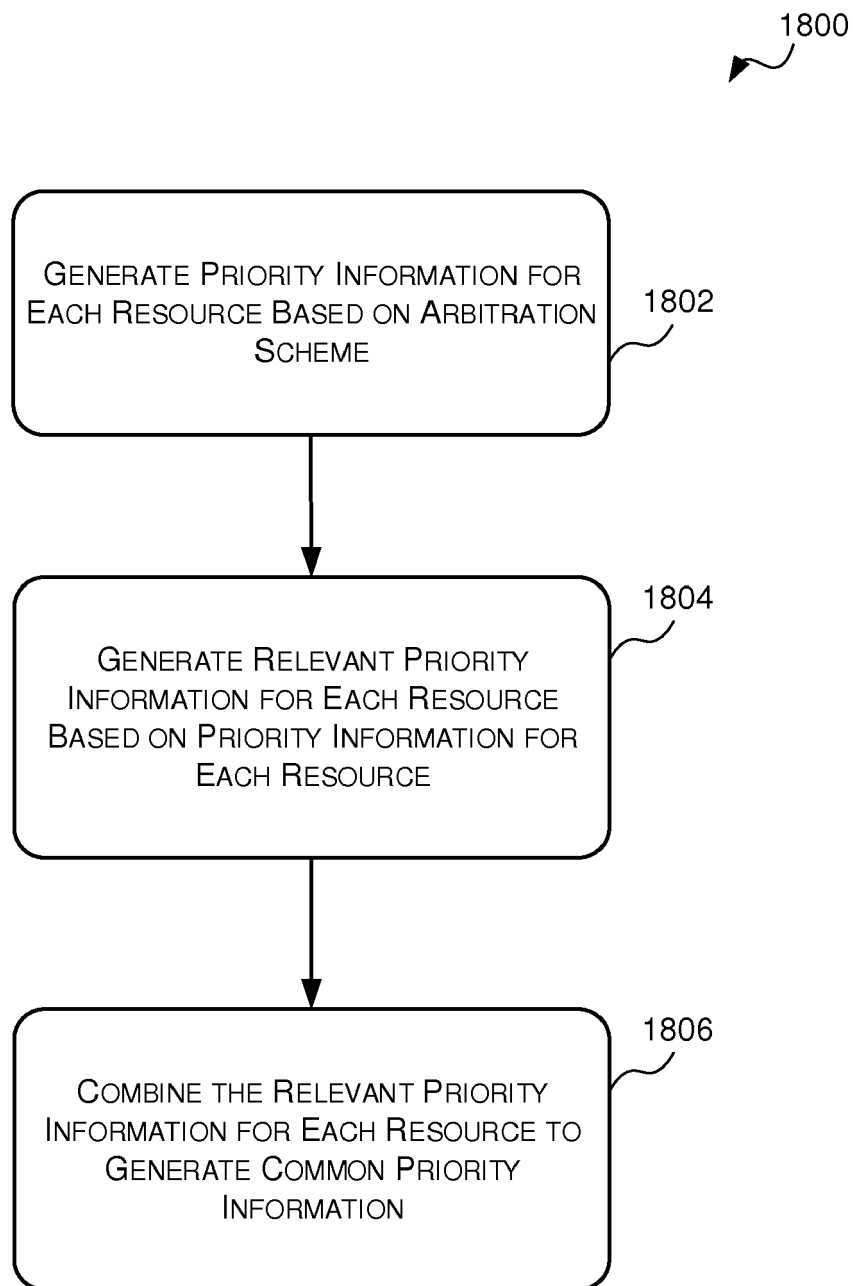 1800
GENERATE PRIORITY INFORMATION FOR
EACH RESOURCE BASED ON ARBITRATION
SCHEME
1802
1804
GENERATE RELEVANT PRIORITY
INFORMATION FOR EACH RESOURCE
BASED ON PRIORITY INFORMATION FOR
EACH RESOURCE
1806
COMBINE THE RELEVANT PRIORITY
INFORMATION FOR EACH RESOURCE TO
GENERATE COMMON PRIORITY
INFORMATION